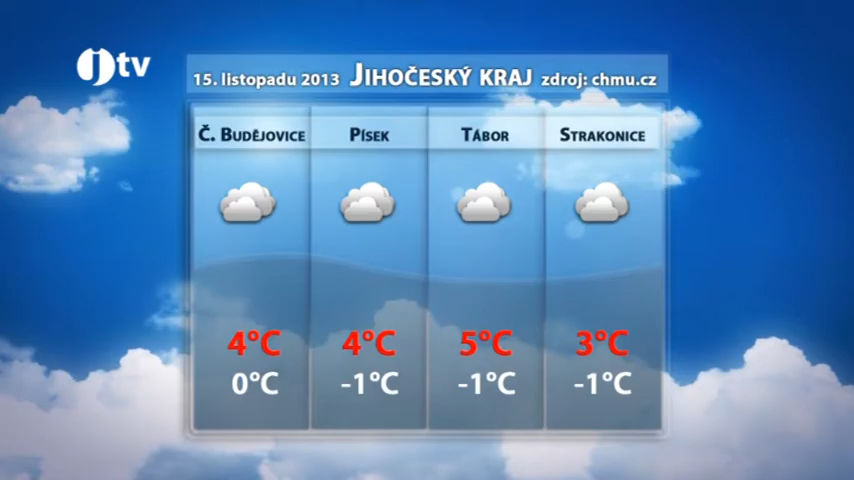 jtv
15. listopadu 2013 JIHOČESKÝ KRAJ zdroj: chmu.cz
Č. BUDĚJOVICE PÍSEK TÁBOR STRAKONICE
4°C 4°C 5°C 3°C
0°C -1°C -1°C -1°C